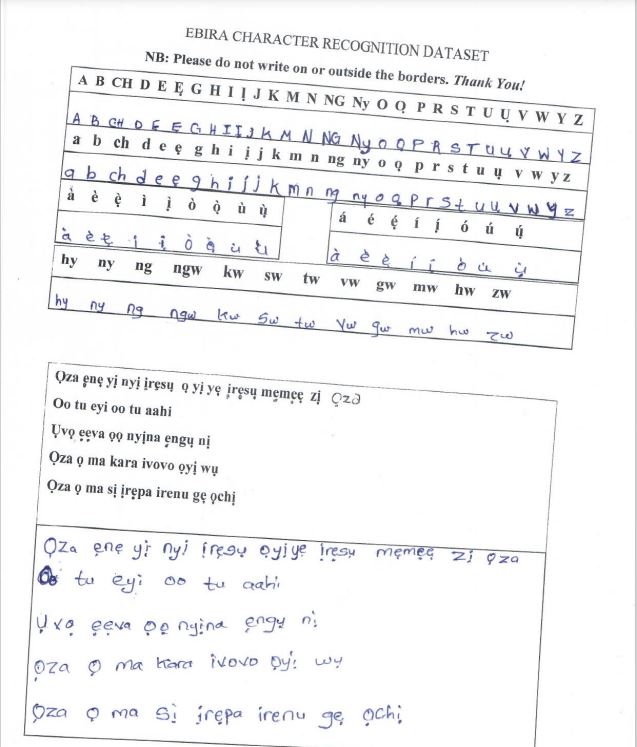 EBIRA CHARACTER RECOGNITION DATASET
NB: Please do not write on or outside the borders. Thank You!
A B CH D E Ẹ G H I Ị J K M N NG Ny O Ọ P R S T U Ụ V W Y Z
A B CH D E Ẹ G H I Ị J K M N NG Ny O Ọ P R S T U Ụ V W Y Z
a b ch d e ẹ g h i ị j k m n ng ny o ọ p r s t u ụ v w y z
a b ch d e ẹ g h i ị j k m n ng ny o ọ p r s t u ụ v w y z
à è ẹ̀ ì ị̀ ò ọ̀ ù ụ̀
à è ẹ̀ ì ị̀ ò ọ̀ ù ụ̀
á é ẹ́ í ị́ ó ú ụ́
à è ẹ̀ í ị́ ò ù ụ̀
hy ny ng ngw kw sw tw vw gw mw hw zw
hy ny ng ngw kw sw tw vw gw mw hw zw
Ọza ẹnẹ yị nyị ịrẹsụ ọ yị yẹ ịrẹsụ mẹmẹẹ zị ọza
Oo tu eyi oo tu aahi
Ụvọ ẹẹva ọọ nyịna ẹngụ nị
Ọza ọ ma kara ivovo ọyị wụ
Ọza ọ ma sị ịrẹpa irenu gẹ ọchị
Ọza ẹnẹ yị nyị ịrẹsụ ọyịyẹ ịrẹsụ mẹmẹẹ zị ọza
Oo tu eyi oo tu aahi
Ụvọ ẹẹva ọọ nyịna ẹngụ nị
Ọza ọ ma kara ivovo ọyị wụ
Ọza ọ ma sị ịrẹpa irenu gẹ ọchị